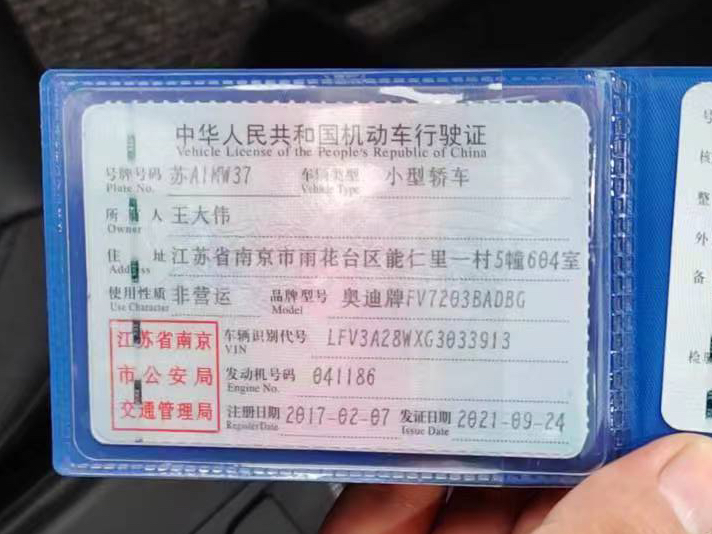 中华人民共和国机动车行驶证
Vehicle License of the People's Republic of China
号牌号码 苏A1MW37 车辆类型 小型轿车
Plate No. Vehicle Type
所 人 王大伟
Owner
住 址 江苏省南京市雨花台区能仁里一村5幢604室
Address
使用性质 非营运 品牌型号 奥迪牌FV7203BADBG
Use Character Model
江苏省南京
市公安局
交通管理局
车辆识别代号 LFV3A28WXG3033913
VIN
发动机号码 041186
Engine No.
注册日期 2017-02-07 发证日期 2021-09-24
Register Date Issue Date
号
核
整
外
备
检